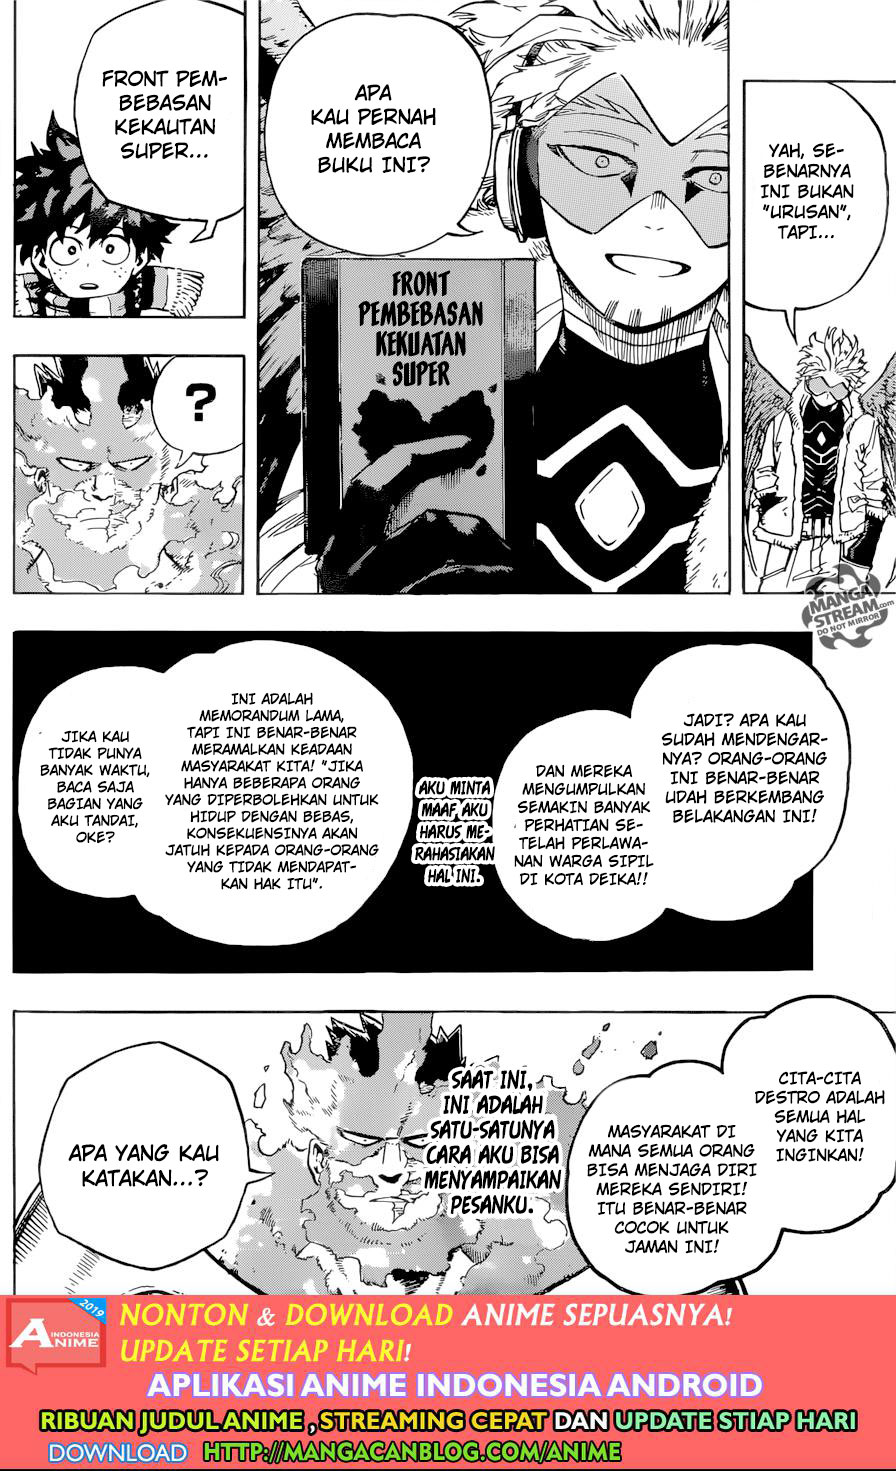 YAH, SE-
BENARNYA
INI BUKAN
"URUSAN",
TAPI...
APA
KAU PERNAH
MEMBACA
BUKU INI?
FRONT
PEMBEBASAN
KEKUATAN
SUPER
FRONT PEM-
BEBASAN
KEKAUTAN
SUPER...
?
MANGA
STREAM.com
DO NOT MIRROR
JADI? APA KAU
SUDAH MENDENGAR-
NYA? ORANG-ORANG
INI BENAR-BENAR
UDAH BERKEMBANG
BELAKANGAN INI!
DAN MEREKA
MENGUMPULKAN
SEMAKIN BANYAK
PERHATIAN SE-
TELAH PERLAWA-
NAN WARGA SIPIL
DI KOTA DEIKA!!
AKU MINTA
MAAF AKU
HARUS ME-
RAHASIAKAN
HAL INI.
INI ADALAH
MEMORANDUM LAMA,
TAPI INI BENAR-BENAR
MERAMALKAN KEADAAN
MASYARAKAT KITA! "JIKA
HANYA BEBERAPA ORANG
YANG DIPERBOLEHKAN UNTUK
HIDUP DENGAN BEBAS,
KONSEKUENSINYA AKAN
JATUH KEPADA ORANG-ORANG
YANG TIDAK MENDAPAT-
KAN HAK ITU".
JIKA KAU
TIDAK PUNYA
BANYAK WAKTU,
BACA SAJA
BAGIAN YANG
AKU TANDAI,
OKE?
CITA-CITA
DESTRO ADALAH
SEMUA HAL
YANG KITA
INGINKAN!
MASYARAKAT DI
MANA SEMUA ORANG
BISA MENJAGA DIRI
MEREKA SENDIRI!
ITU BENAR-BENAR
COCOK UNTUK
JAMAN INI!
SAAT INI,
INI ADALAH
SATU-SATUNYA
CARA AKU BISA
MENYAMPAIKAN
PESANKU.
APA YANG KAU
KATAKAN...?
2019
INDONESIA
ANIME
NONTON & DOWNLOAD ANIME SEPUASNYA!
UPDATE SETIAP HARI!
APLIKASI ANIME INDONESIA ANDROID
RIBUAN JUDUL ANIME , STREAMING CEPAT DAN UPDATE STIAP HARI
DOWNLOAD HTTP://MANGACANBLOG.COM/ANIME